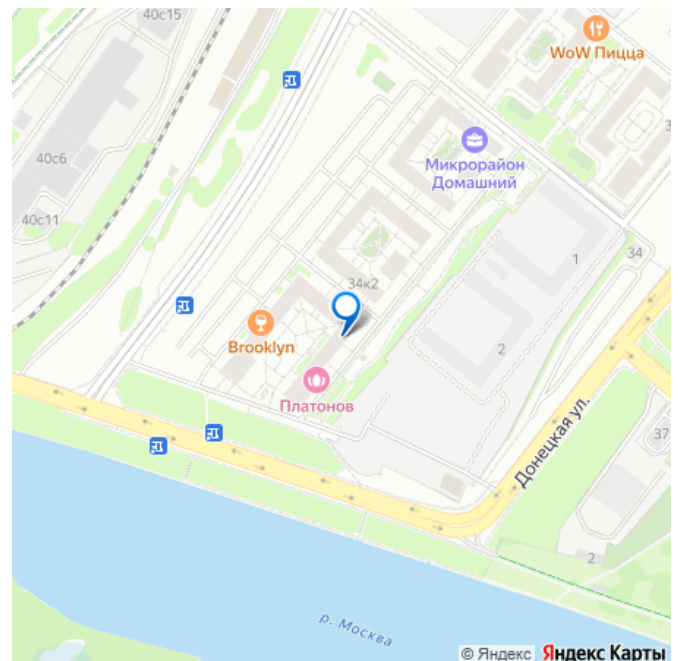 40с15
WoW Пицца
3
40с6
Микрорайон
Домашний
40с11
34
1
34к2
Brooklyn
2
Платонов
Донецкая ул.
37
2
р. Москва
© Яндекс Яндекс Карты